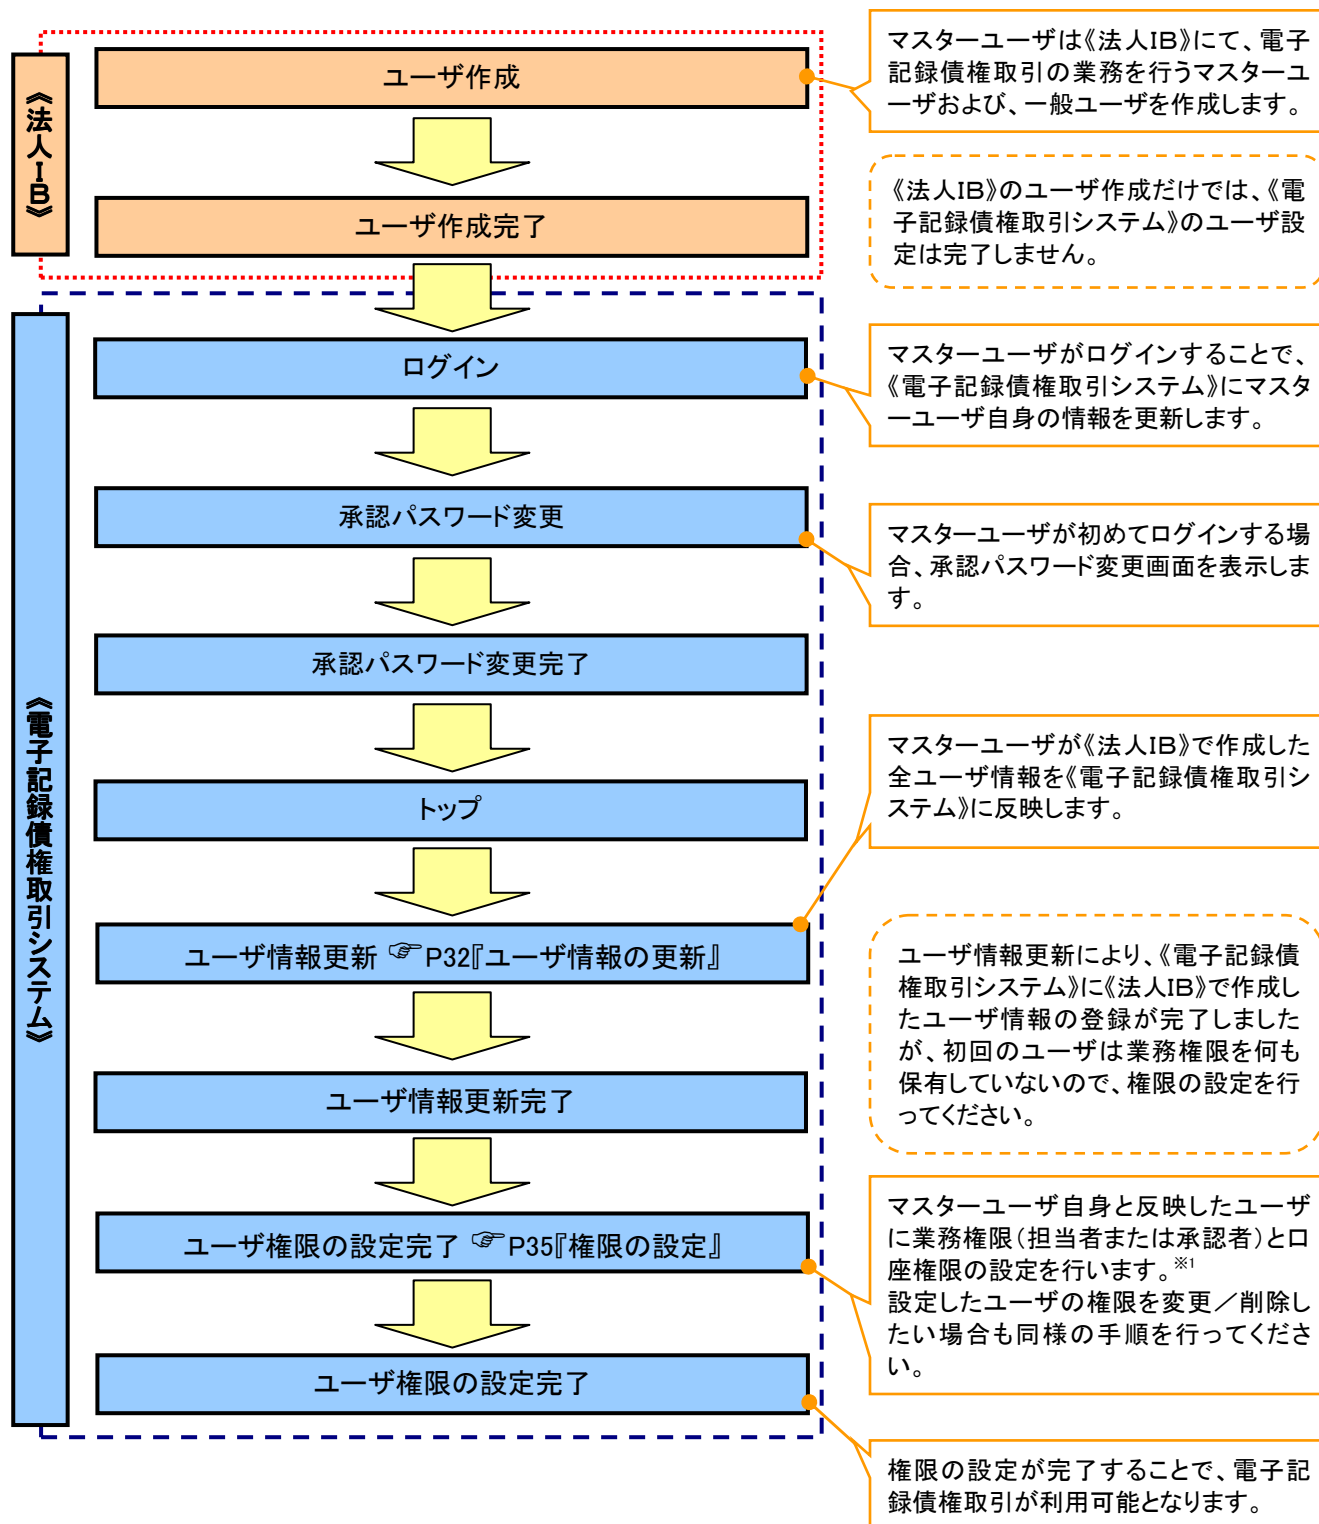 《法人ＩＢ》
ユーザ作成
マスターユーザは《法人IB》にて、電子
記録債権取引の業務を行うマスターユ
ーザおよび、一般ユーザを作成します。
《法人IB》のユーザ作成だけでは、《電
子記録債権取引システム》のユーザ設
定は完了しません。
ユーザ作成完了
《電子記録債権取引システム》
ログイン
マスターユーザがログインすることで、
《電子記録債権取引システム》にマスタ
ーユーザ自身の情報を更新します。
承認パスワード変更
マスターユーザが初めてログインする場
合、承認パスワード変更画面を表示しま
す。
承認パスワード変更完了
トップ
マスターユーザが《法人IB》で作成した
全ユーザ情報を《電子記録債権取引シ
ステム》に反映します。
ユーザ情報更新 ☞P32『ユーザ情報の更新』
ユーザ情報更新により、《電子記録債
権取引システム》に《法人IB》で作成し
たユーザ情報の登録が完了しました
が、初回のユーザは業務権限を何も
保有していないので、権限の設定を行
ってください。
ユーザ情報更新完了
ユーザ権限の設定完了 ☞P35『権限の設定』
マスターユーザ自身と反映したユーザ
に業務権限（担当者または承認者）と口
座権限の設定を行います。※1
設定したユーザの権限を変更／削除し
たい場合も同様の手順を行ってくださ
い。
ユーザ権限の設定完了
権限の設定が完了することで、電子記
録債権取引が利用可能となります。